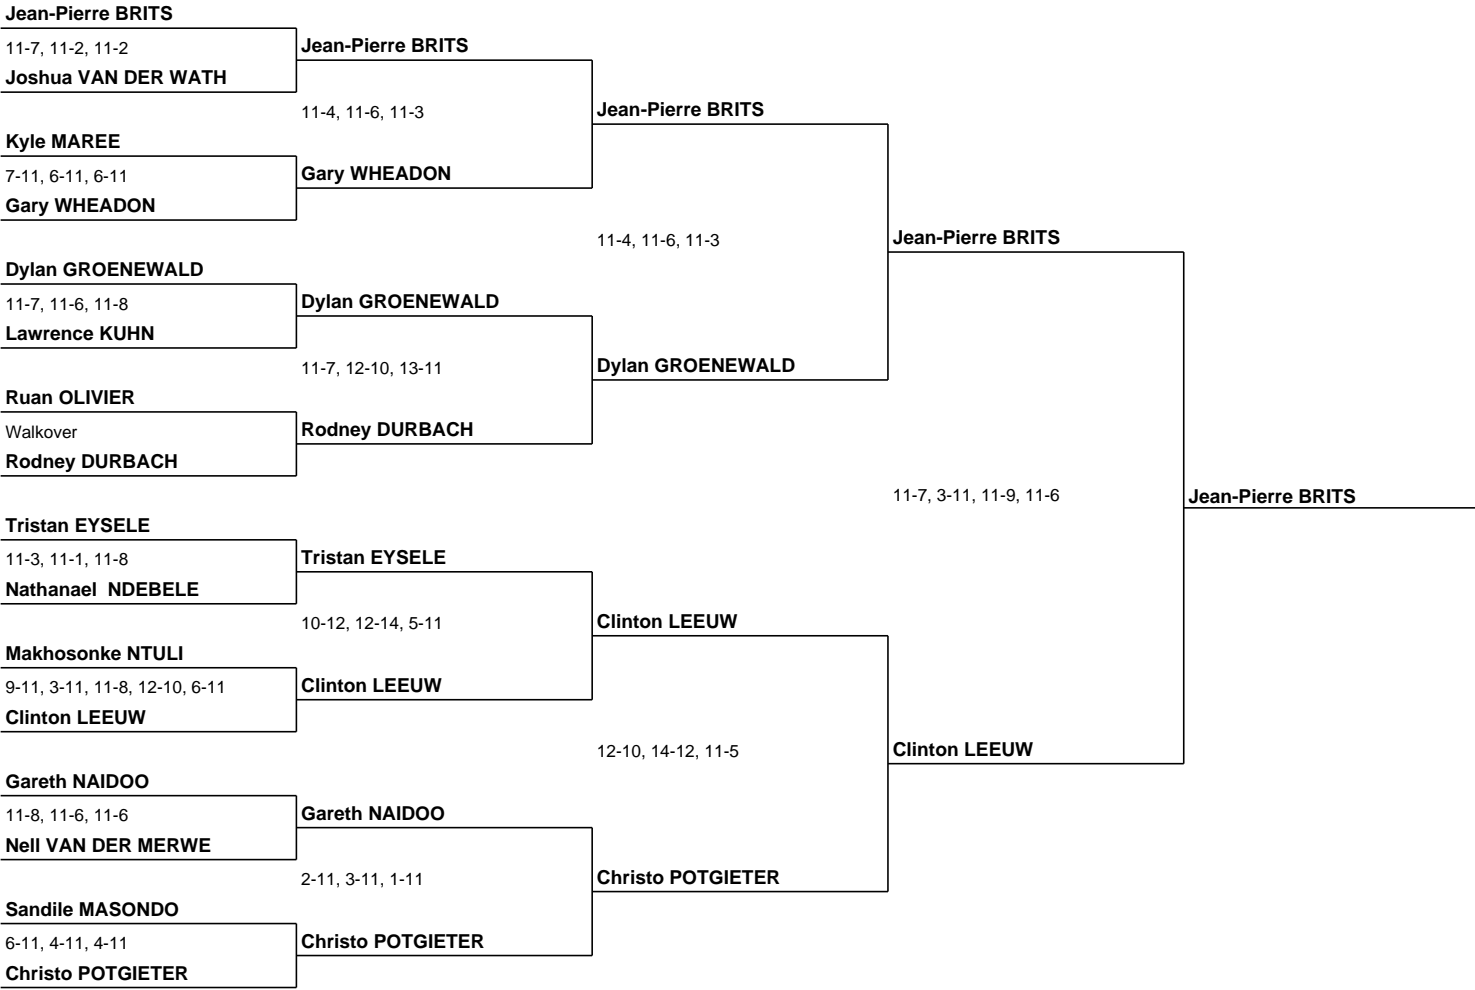 Jean-Pierre BRITS
11-7, 11-2, 11-2
Joshua VAN DER WATH
Kyle MAREE
7-11, 6-11, 6-11
Gary WHEADON
Dylan GROENEWALD
11-7, 11-6, 11-8
Lawrence KUHN
Ruan OLIVIER
Walkover
Rodney DURBACH
Tristan EYSELE
11-3, 11-1, 11-8
Nathanael  NDEBELE
Makhosonke NTULI
9-11, 3-11, 11-8, 12-10, 6-11
Clinton LEEUW
Gareth NAIDOO
11-8, 11-6, 11-6
Nell VAN DER MERWE
Sandile MASONDO
6-11, 4-11, 4-11
Christo POTGIETER
Jean-Pierre BRITS
11-4, 11-6, 11-3
Gary WHEADON
Dylan GROENEWALD
11-7, 12-10, 13-11
Rodney DURBACH
Tristan EYSELE
10-12, 12-14, 5-11
Clinton LEEUW
Gareth NAIDOO
2-11, 3-11, 1-11
Christo POTGIETER
Jean-Pierre BRITS
11-4, 11-6, 11-3
Dylan GROENEWALD
Clinton LEEUW
12-10, 14-12, 11-5
Christo POTGIETER
Jean-Pierre BRITS
11-7, 3-11, 11-9, 11-6
Clinton LEEUW
Jean-Pierre BRITS